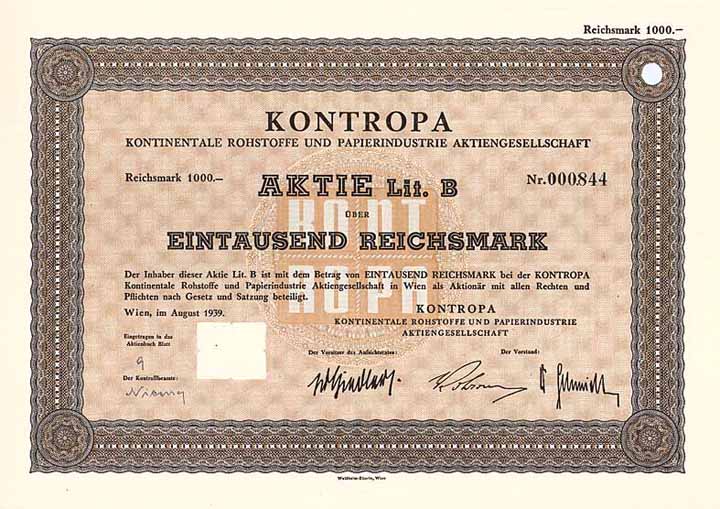 Reichsmark 1000.—
KONTROPA
KONTINENTALE ROHSTOFFE UND PAPIERINDUSTRIE AKTIENGESELLSCHAFT
Reichsmark 1000.— AKTIE Lit. B Nr. 000844
ÜBER
EINTAUSEND REICHSMARK
KONT
ROPA
Der Inhaber dieser Aktie Lit. B ist mit dem Betrag von EINTAUSEND REICHSMARK bei der KONTROPA
Kontinentale Rohstoffe und Papierindustrie Aktiengesellschaft in Wien als Aktionär mit allen Rechten und
Pflichten nach Gesetz und Satzung beteiligt.
Wien, im August 1939.
KONTROPA
KONTINENTALE ROHSTOFFE UND PAPIERINDUSTRIE
AKTIENGESELLSCHAFT
Eingetragen in das
Aktienbuch Blatt
9
Der Kontrollbeamte:
Der Vorsitzer des Aufsichtsrates:
Der Vorstand:
Schmidt